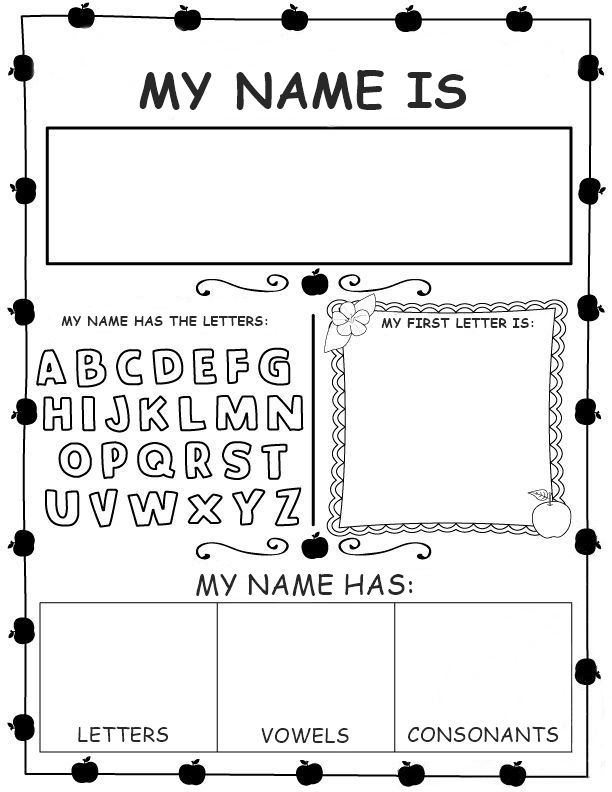 MY NAME IS
MY NAME HAS THE LETTERS:
ABCDEFG
HIJKLMN
OPQRST
UVWXYZ
MY FIRST LETTER IS:
MY NAME HAS:
LETTERS
VOWELS
CONSONANTS